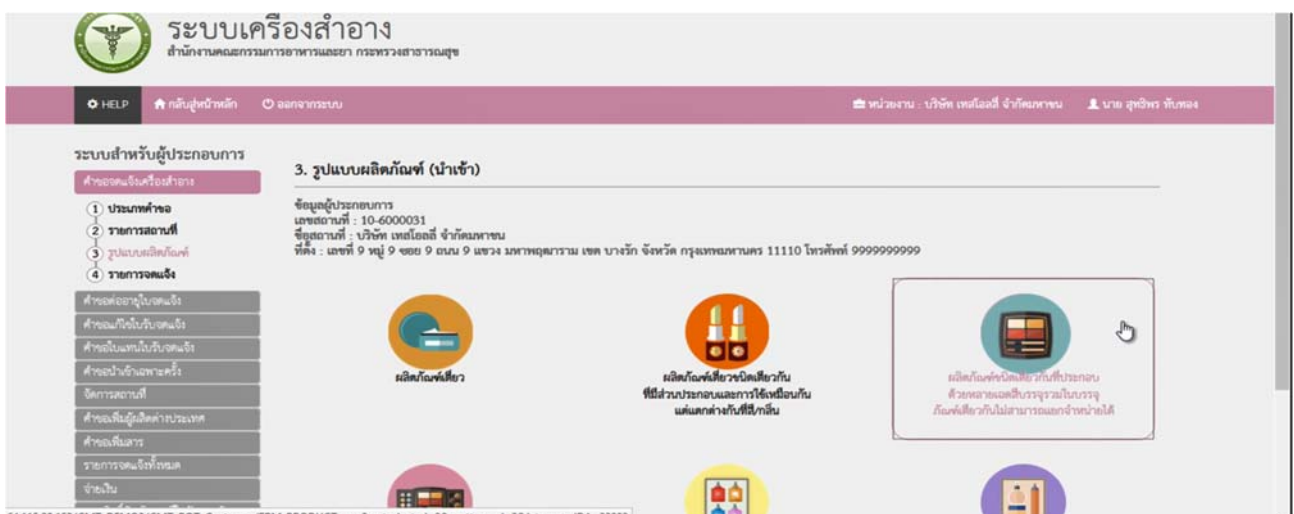 ระบบเครื่องสำอาง
สำนักงานคณะกรรมการอาหารและยา กระทรวงสาธารณสุข
HELP กลับสู่หน้าหลัก ออกจากระบบ หน่วยงาน : บริษัท เทสโอสถี จำกัดมหาชน นาย สุทธิพร ทับทอง
ระบบสำหรับผู้ประกอบการ
คำขอจดแจ้งเครื่องสำอาง
1 ประเภทคำขอ
2 รายการสถานที่
3 รูปแบบผลิตภัณฑ์
4 รายการจดแจ้ง
คำขอต่ออายุใบจดแจ้ง
คำขอแก้ไขใบรับจดแจ้ง
คำขอใบแทนใบรับจดแจ้ง
คำขอนำเข้าเฉพาะครั้ง
จัดการสถานที่
คำขอเพิ่มผู้ผลิตต่างประเทศ
คำขอเพิ่มสาร
รายการจดแจ้งทั้งหมด
จ่ายเงิน
3. รูปแบบผลิตภัณฑ์ (นำเข้า)
ข้อมูลผู้ประกอบการ
เลขสถานที่ : 10-6000031
ชื่อสถานที่ : บริษัท จำกัดมหาชน
ที่ตั้ง : เลขที่ 9 หมู่ 9 ซอย 9 ถนน 9 แขวง มหาพฤฒาราม เขต บางรัก จังหวัด กรุงเทพมหานคร 11110 โทรศัพท์ 9999999999
ผลิตภัณฑ์เดี่ยว
ผลิตภัณฑ์เดี่ยวชนิดเดียวกัน
ที่มีส่วนประกอบและการใช้เหมือนกัน
แต่แตกต่างกันที่สี/กลิ่น
ผลิตภัณฑ์ชนิดเดียวกันที่ประกอบ
ด้วยหลายเฉดสีบรรจุรวมในบรรจุ
ภัณฑ์เดียวกันไม่สามารถแยกจำหน่ายได้